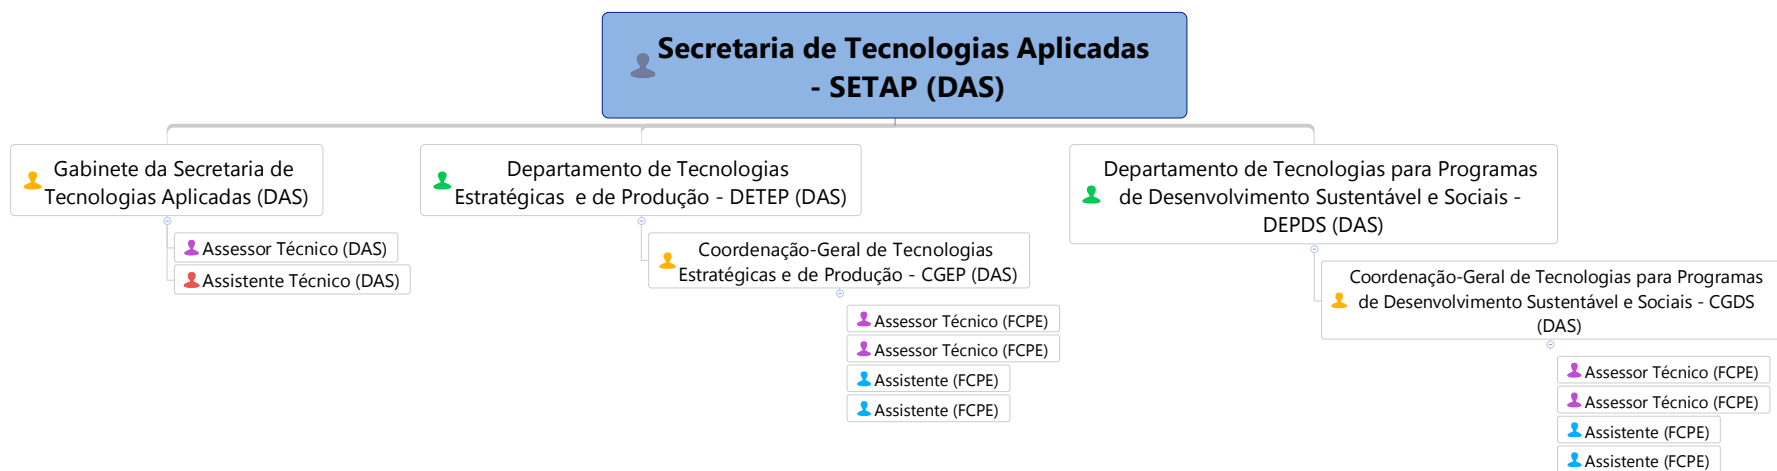 Secretaria de Tecnologias Aplicadas
- SETAP (DAS)
Gabinete da Secretaria de
Tecnologias Aplicadas (DAS)
Assessor Técnico (DAS)
Assistente Técnico (DAS)
Departamento de Tecnologias
Estratégicas e de Produção - DETEP (DAS)
Coordenação-Geral de Tecnologias
Estratégicas e de Produção - CGEP (DAS)
Assessor Técnico (FCPE)
Assessor Técnico (FCPE)
Assistente (FCPE)
Assistente (FCPE)
Departamento de Tecnologias para Programas
de Desenvolvimento Sustentável e Sociais -
DEPDS (DAS)
Coordenação-Geral de Tecnologias para Programas
de Desenvolvimento Sustentável e Sociais - CGDS
(DAS)
Assessor Técnico (FCPE)
Assessor Técnico (FCPE)
Assistente (FCPE)
Assistente (FCPE)